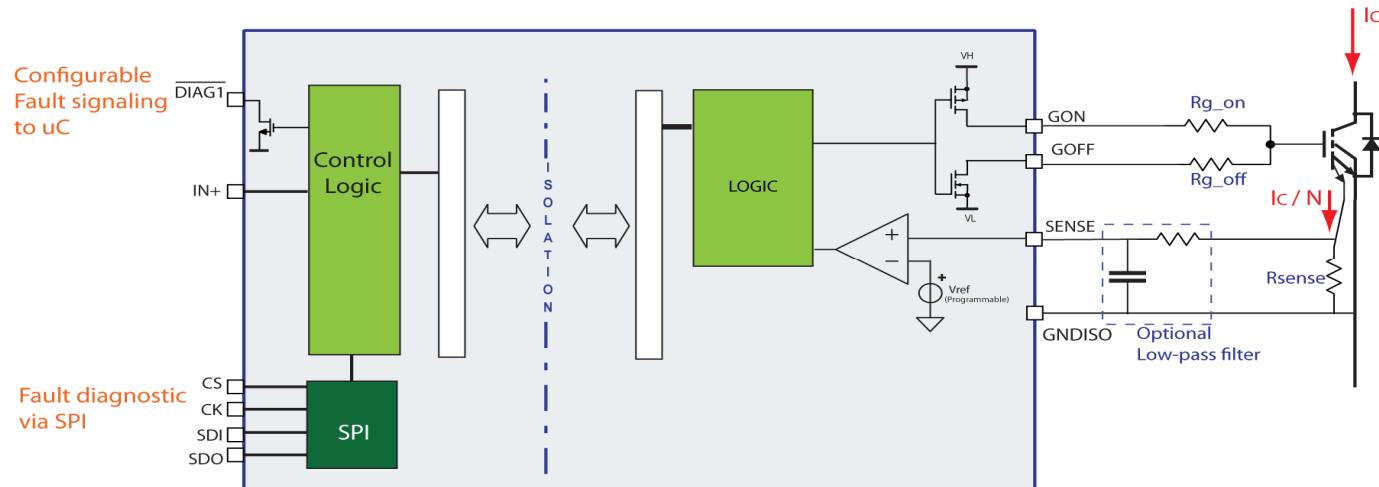 Configurable
Fault signaling
to uC
DIAG1
IN+
Control
Logic
ISOLATION
LOGIC
VH
VL
GON
GOFF
Rg_on
Rg_off
Ic
Ic / N
SENSE
+
−
+
Vref
(Programmable)
Rsense
GNDISO
Optional
Low-pass filter
Fault diagnostic
via SPI
CS
CK
SDI
SDO
SPI